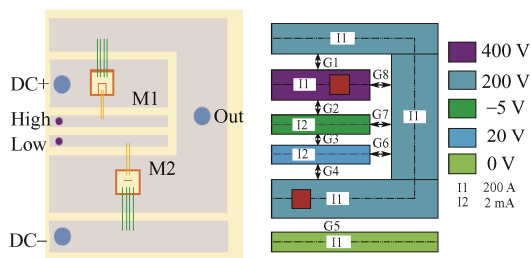 DC+
High
Low
DC−
M1
M2
Out
I1
G1
G8
I1
G2
I2
G7
I1
G3
I2
G6
G4
I1
G5
I1
400 V
200 V
−5 V
20 V
0 V
I1 200 A
I2 2 mA